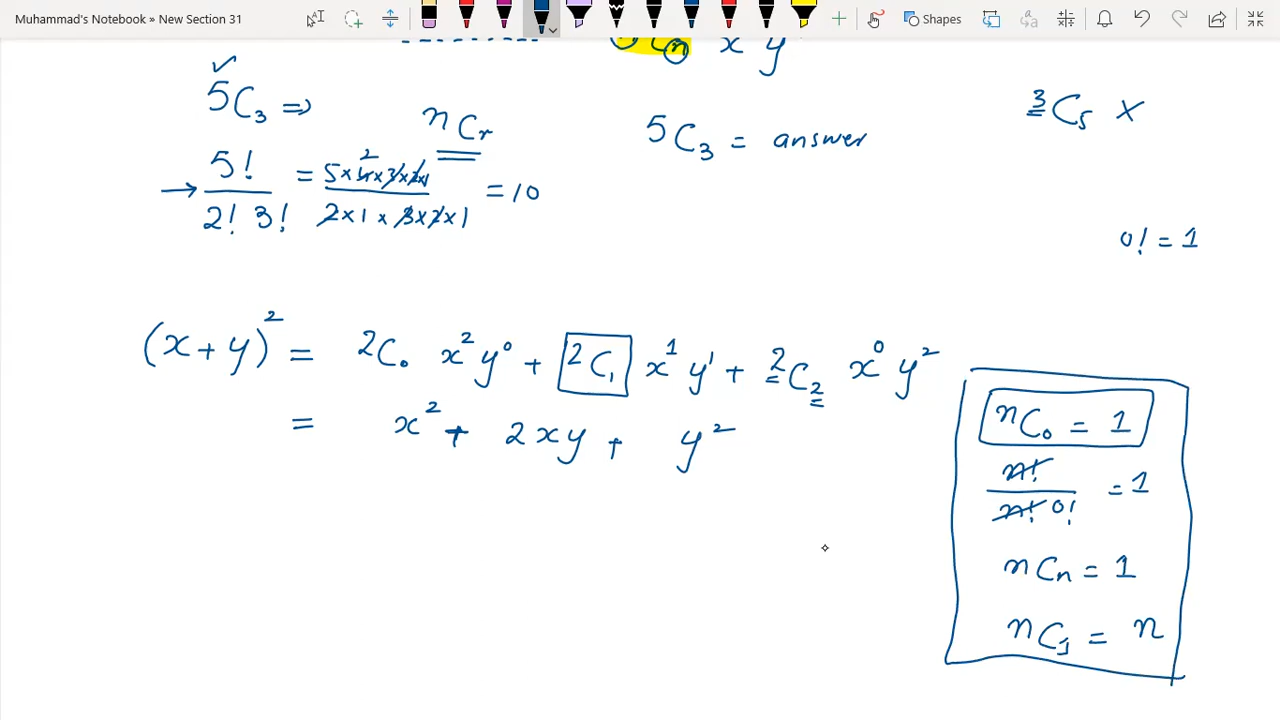 Muhammad's Notebook » New Section 31
Shapes
x y
5C₃ ⇒
nCᵣ
5C₃ = answer
³C₅ ×
→ 5! / 2! 3! = 5×4×3×2×1 / 2×1×3×2×1 = 10
2
0! = 1
(x+y)² = ²C₀ x²y⁰ + ²C₁ x¹y¹ + ²C₂ x⁰y²
= x² + 2xy + y²
nC₀ = 1
n! / n! 0! = 1
nCₙ = 1
nC₁ = n